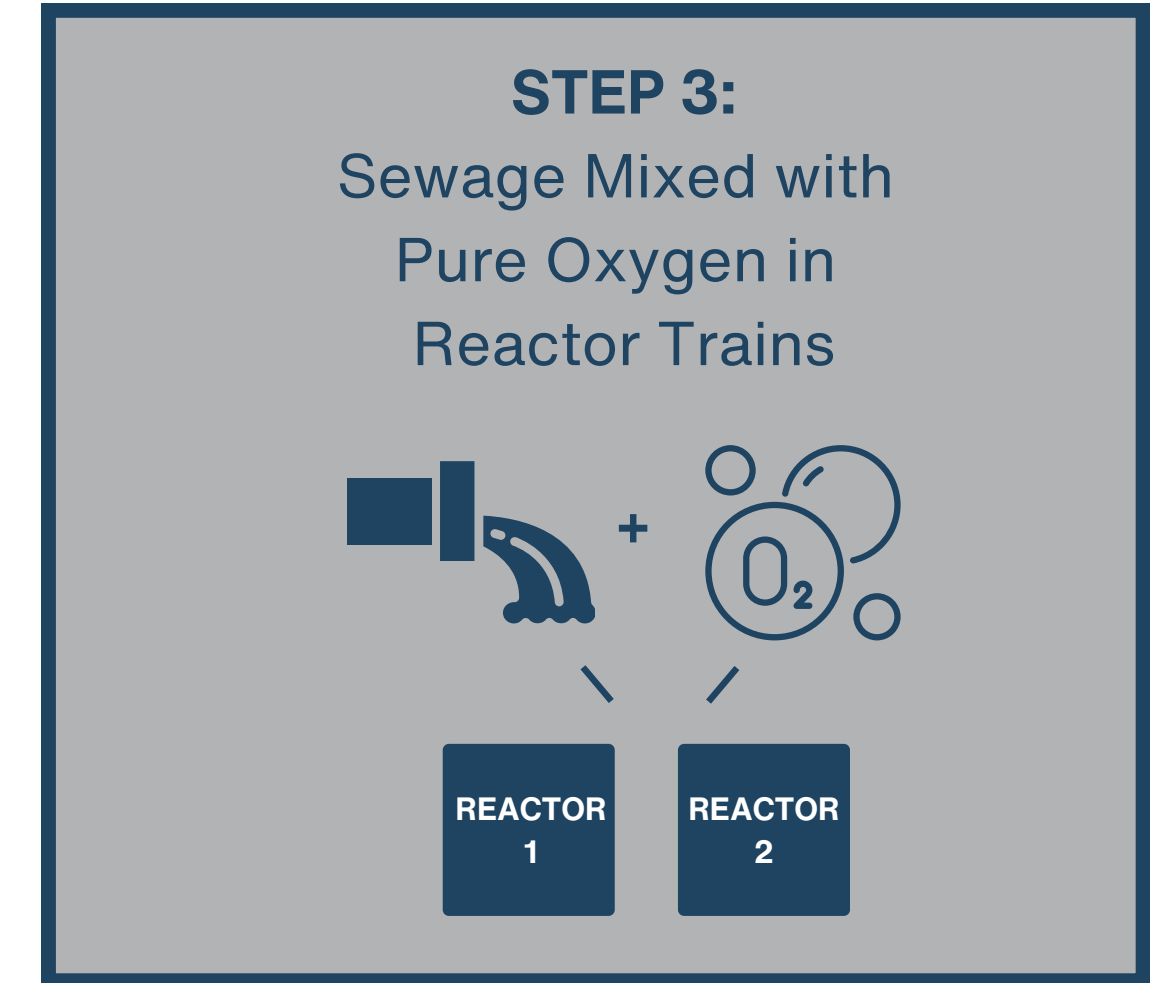 STEP 3:
Sewage Mixed with
Pure Oxygen in
Reactor Trains
+
O₂
REACTOR
1
REACTOR
2